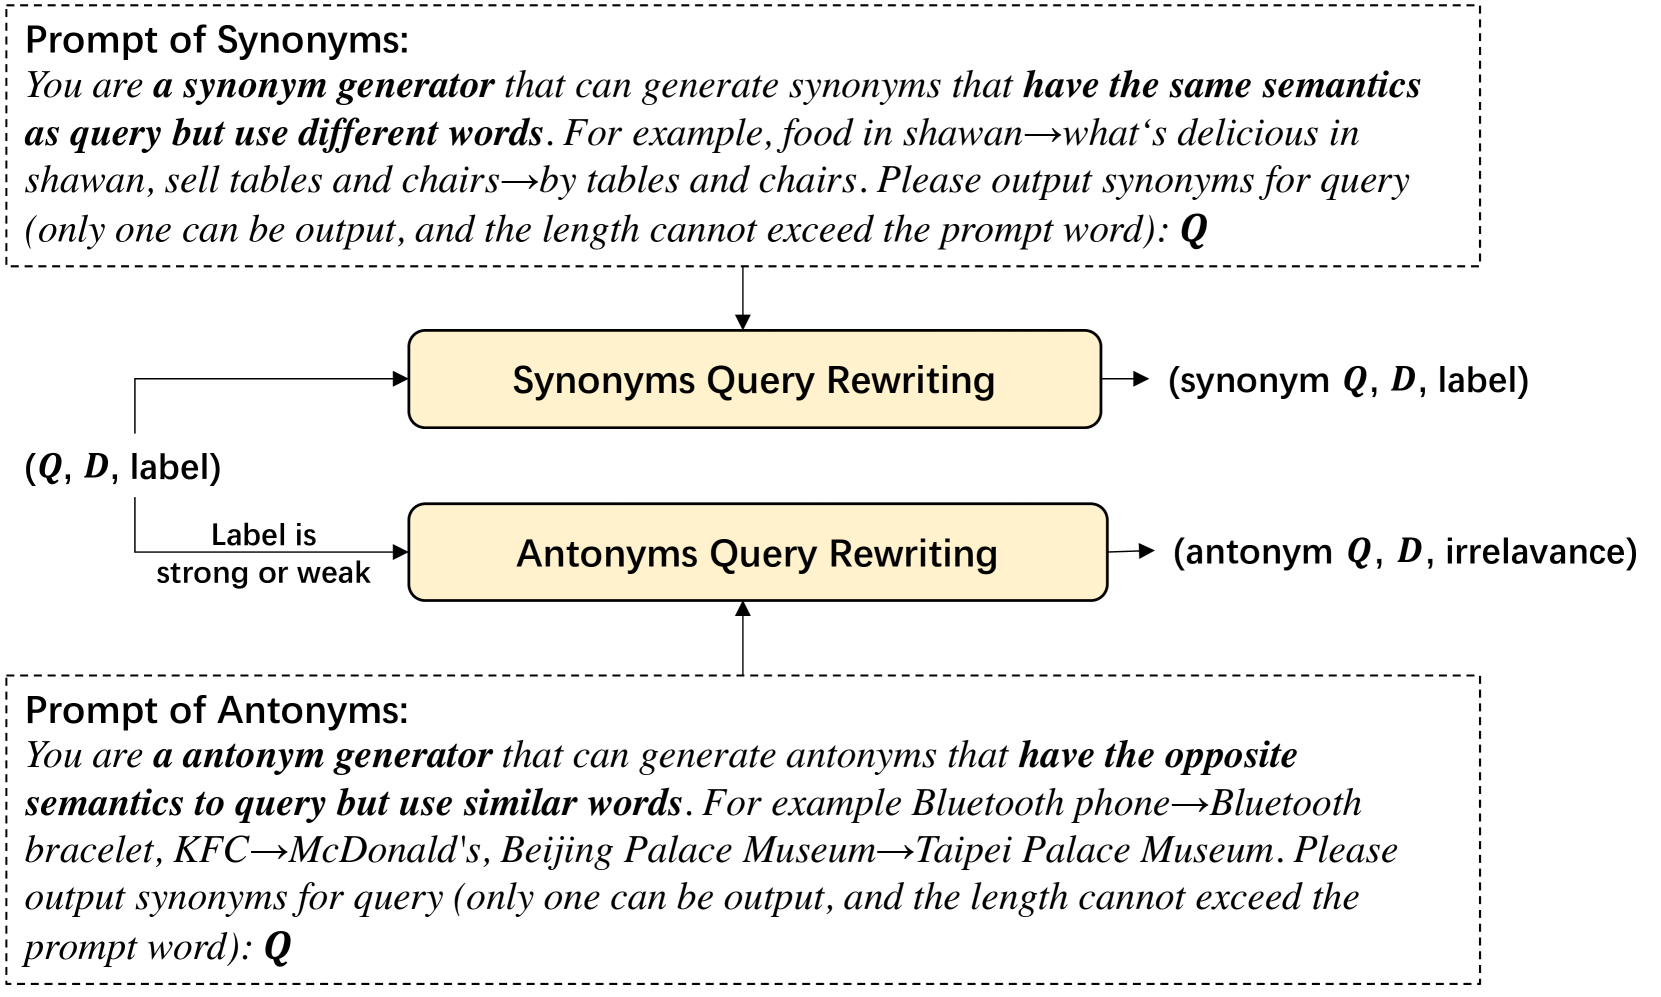 Prompt of Synonyms:
You are a synonym generator that can generate synonyms that have the same semantics
as query but use different words. For example, food in shawan→what‘s delicious in
shawan, sell tables and chairs→by tables and chairs. Please output synonyms for query
(only one can be output, and the length cannot exceed the prompt word): Q
Synonyms Query Rewriting
(synonym Q, D, label)
(Q, D, label)
Label is
strong or weak
Antonyms Query Rewriting
(antonym Q, D, irrelavance)
Prompt of Antonyms:
You are a antonym generator that can generate antonyms that have the opposite
semantics to query but use similar words. For example Bluetooth phone→Bluetooth
bracelet, KFC→McDonald's, Beijing Palace Museum→Taipei Palace Museum. Please
output synonyms for query (only one can be output, and the length cannot exceed the
prompt word): Q